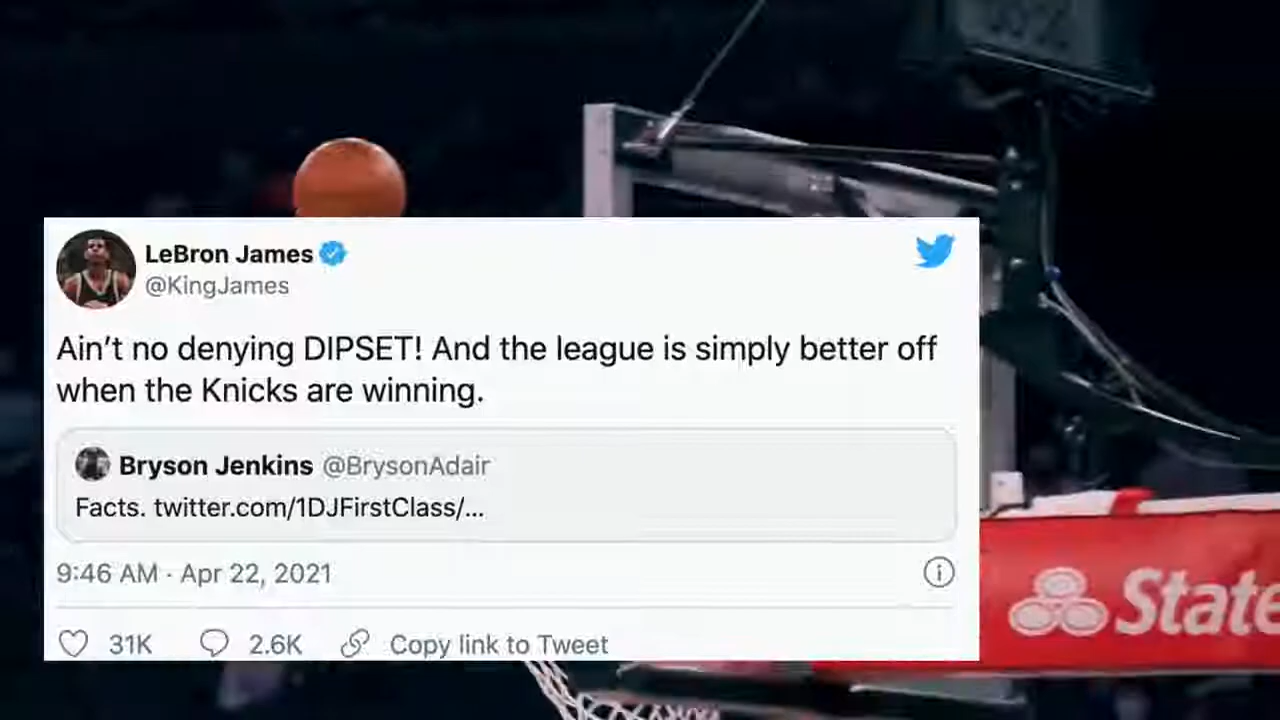 LeBron James
@KingJames
Ain't no denying DIPSET! And the league is simply better off
when the Knicks are winning.
Bryson Jenkins @BrysonAdair
Facts. twitter.com/1DJFirstClass/...
9:46 AM · Apr 22, 2021
31K 2.6K Copy link to Tweet
State